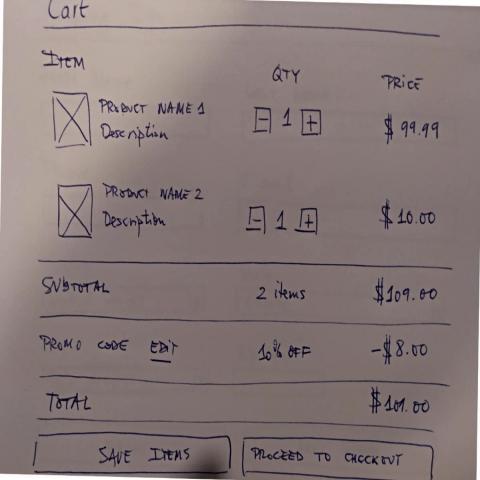 Cart
ITEM QTY PRICE
PRODUCT NAME 1
Description - 1 + $99.99
PRODUCT NAME 2
Description - 1 + $10.00
SUBTOTAL 2 items $109.00
PROMO CODE EDIT 10% OFF -$8.00
TOTAL $101.00
SAVE ITEMS PROCEED TO CHECKOUT